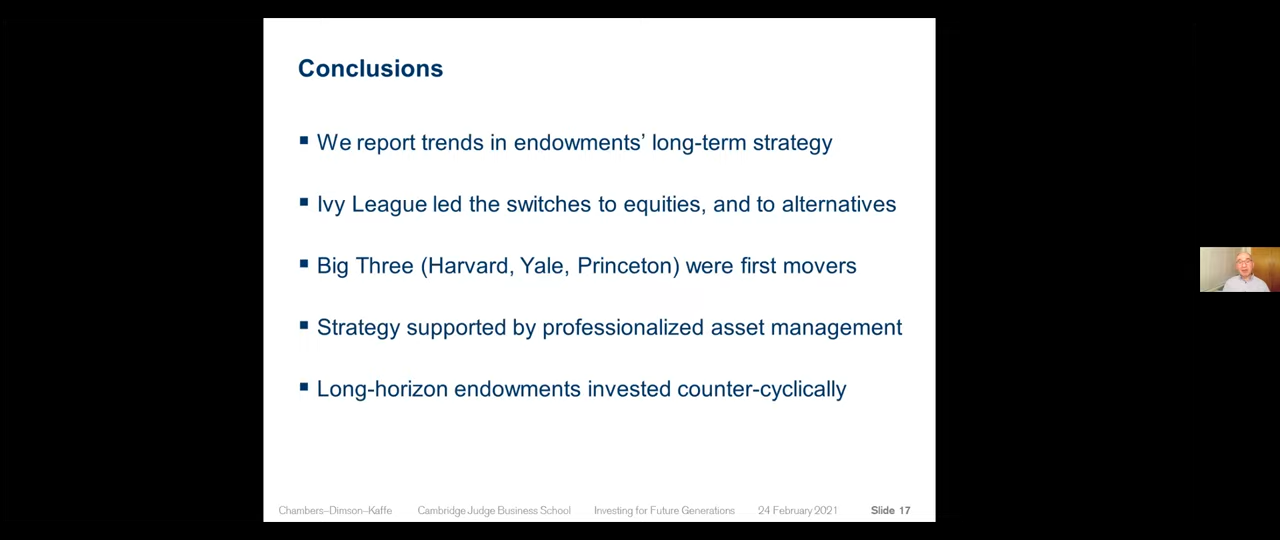 Conclusions
▪ We report trends in endowments’ long-term strategy
▪ Ivy League led the switches to equities, and to alternatives
▪ Big Three (Harvard, Yale, Princeton) were first movers
▪ Strategy supported by professionalized asset management
▪ Long-horizon endowments invested counter-cyclically
Chambers–Dimson–Kaffe Cambridge Judge Business School Investing for Future Generations 24 February 2021 Slide 17